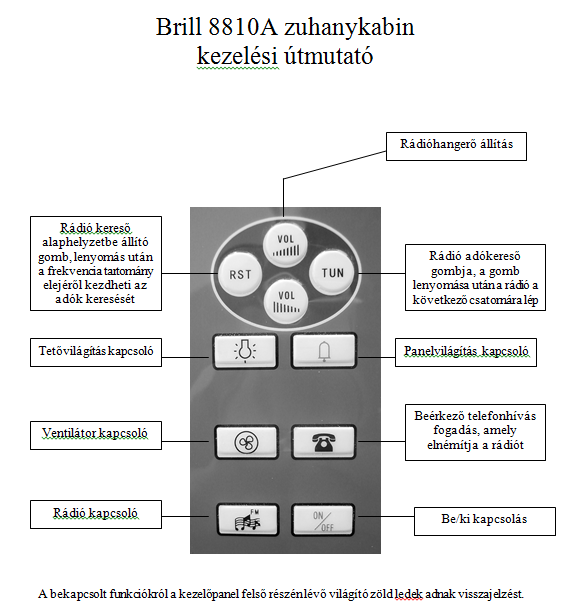 Brill 8810A zuhanykabin
kezelési útmutató
Rádióhangerő állítás
Rádió kereső
alaphelyzetbe állító
gomb, lenyomás után
a frekvencia tartomány
elejéről kezdheti az
adók keresését
VOL
RST
TUN
VOL
Rádió adókereső
gombja, a gomb
lenyomása után a rádió a
következő csatornára lép
Tetővilágítás kapcsoló
Panelvilágítás kapcsoló
Ventilátor kapcsoló
Beérkező telefonhívás
fogadás, amely
elnémítja a rádiót
Rádió kapcsoló
FM
ON/OFF
Be/ki kapcsolás
A bekapcsolt funkciókról a kezelőpanel felső részén lévő világító zöld ledek adnak visszajelzést.